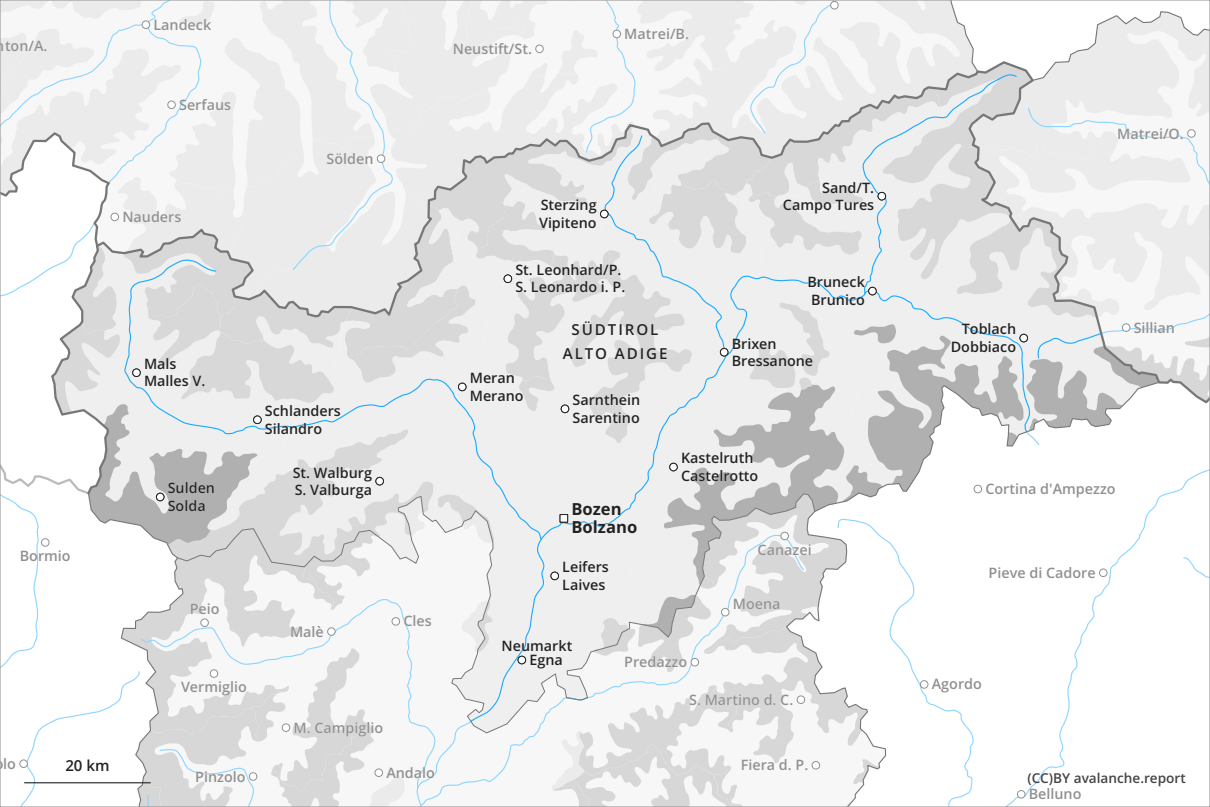 Landeck
Matrei/B.
nton/A.
Neustift/St.
Serfaus
Matrei/O.
Sölden
Sand/T.
Campo Tures
Sterzing
Vipiteno
Nauders
St. Leonhard/P.
S. Leonardo i. P.
Bruneck
Brunico
SÜDTIROL
ALTO ADIGE
Toblach
Dobbiaco
Sillian
Brixen
Bressanone
Mals
Malles V.
Meran
Merano
Sarnthein
Sarentino
Schlanders
Silandro
Kastelruth
Castelrotto
St. Walburg
S. Valburga
Sulden
Solda
Cortina d'Ampezzo
Bozen
Bolzano
Canazei
Bormio
Leifers
Laives
Pieve di Cadore
Peio
Moena
Cles
Malè
Neumarkt
Egna
Predazzo
Vermiglio
Agordo
S. Martino d. C.
M. Campiglio
20 km
olo
Fiera d. P.
Pinzolo
Andalo
(CC)BY avalanche.report
Belluno